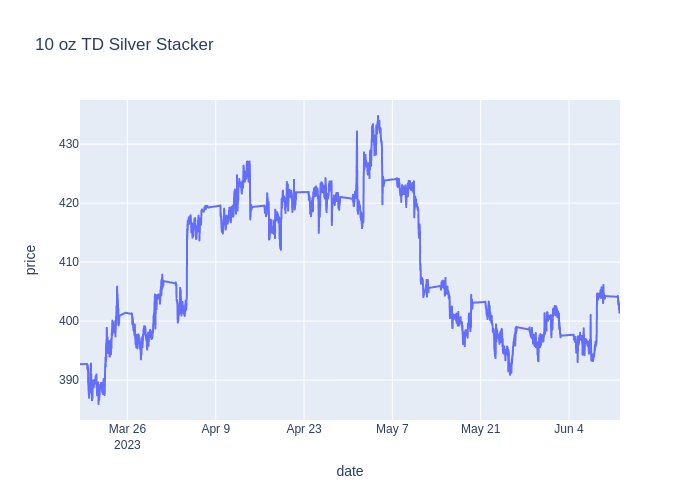 10 oz TD Silver Stacker
430
420
410
400
390
price
Mar 26
2023
Apr 9
Apr 23
May 7
May 21
Jun 4
date